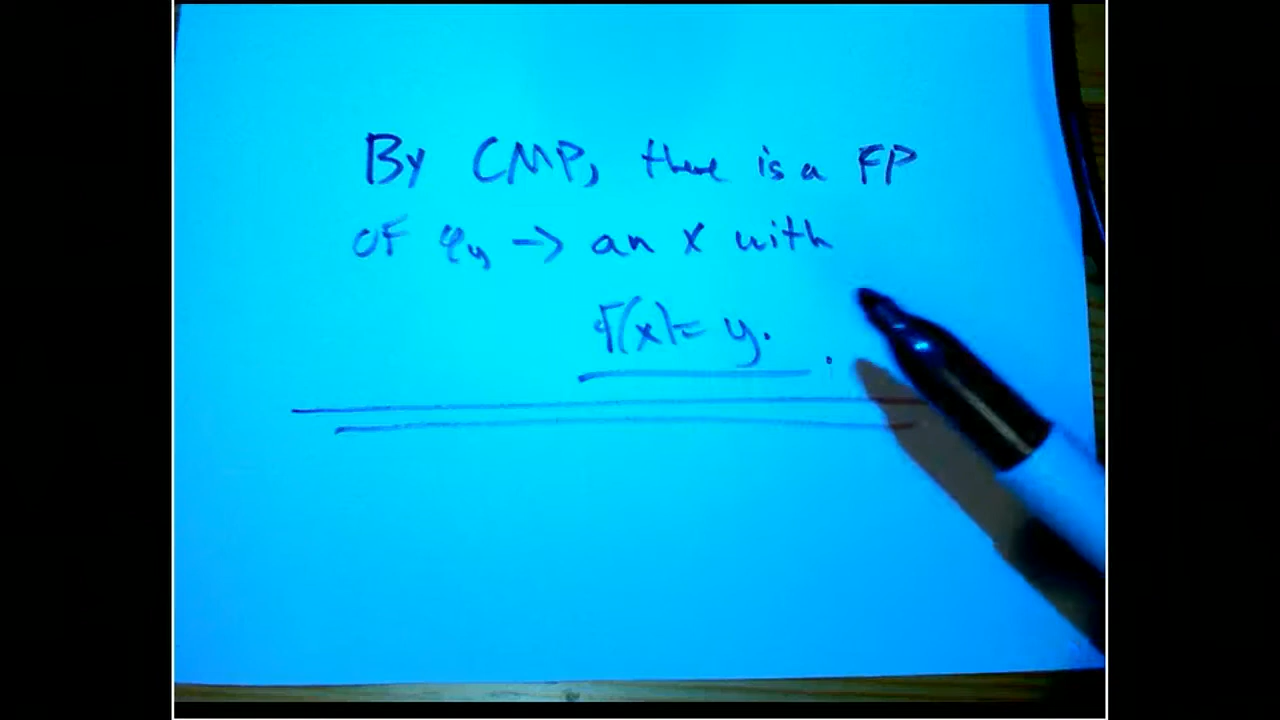 By CMP, there is a FP
of φy → an x with
f(x) = y.